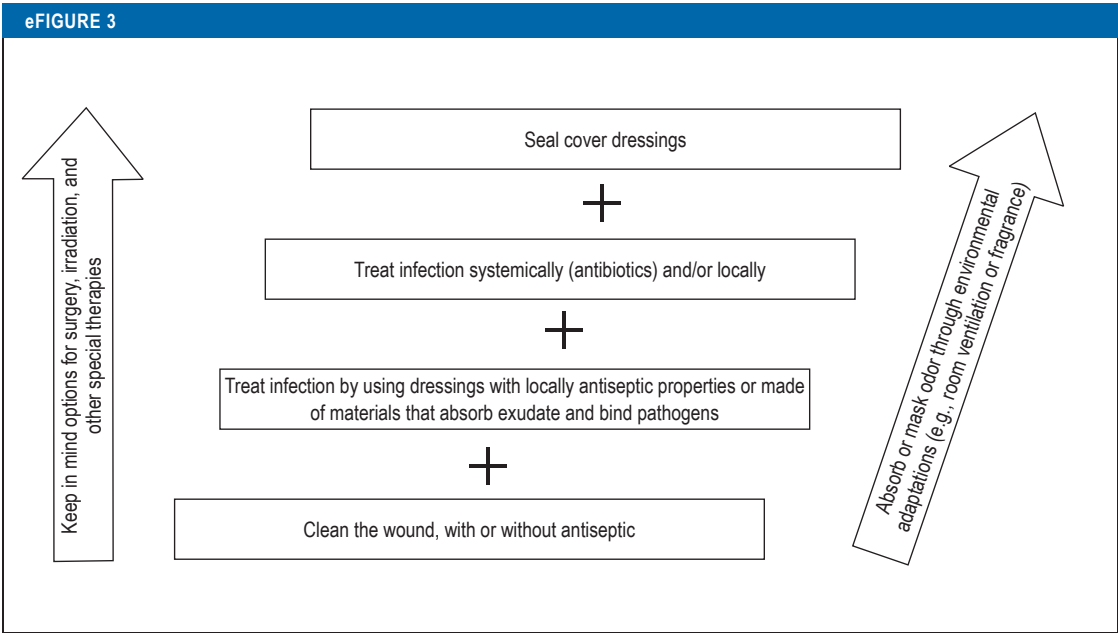 eFIGURE 3
Keep in mind options for surgery, irradiation, and
other special therapies
Seal cover dressings
+
Treat infection systemically (antibiotics) and/or locally
+
Treat infection by using dressings with locally antiseptic properties or made
of materials that absorb exudate and bind pathogens
+
Clean the wound, with or without antiseptic
Absorb or mask odor through environmental
adaptations (e.g., room ventilation or fragrance)